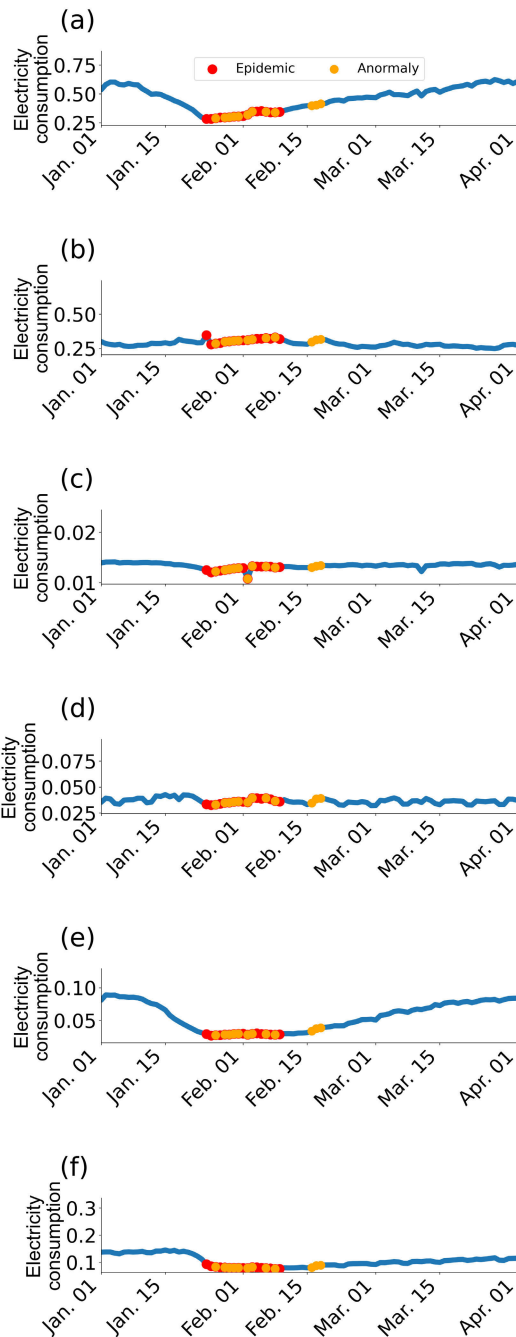 (a)
Electricity
consumption
0.75
0.50
0.25
Epidemic
Anormaly
Jan. 01
Jan. 15
Feb. 01
Feb. 15
Mar. 01
Mar. 15
Apr. 01
(b)
Electricity
consumption
0.50
0.25
Jan. 01
Jan. 15
Feb. 01
Feb. 15
Mar. 01
Mar. 15
Apr. 01
(c)
Electricity
consumption
0.02
0.01
Jan. 01
Jan. 15
Feb. 01
Feb. 15
Mar. 01
Mar. 15
Apr. 01
(d)
Electricity
consumption
0.075
0.050
0.025
Jan. 01
Jan. 15
Feb. 01
Feb. 15
Mar. 01
Mar. 15
Apr. 01
(e)
Electricity
consumption
0.10
0.05
Jan. 01
Jan. 15
Feb. 01
Feb. 15
Mar. 01
Mar. 15
Apr. 01
(f)
Electricity
consumption
0.3
0.2
0.1
Jan. 01
Jan. 15
Feb. 01
Feb. 15
Mar. 01
Mar. 15
Apr. 01